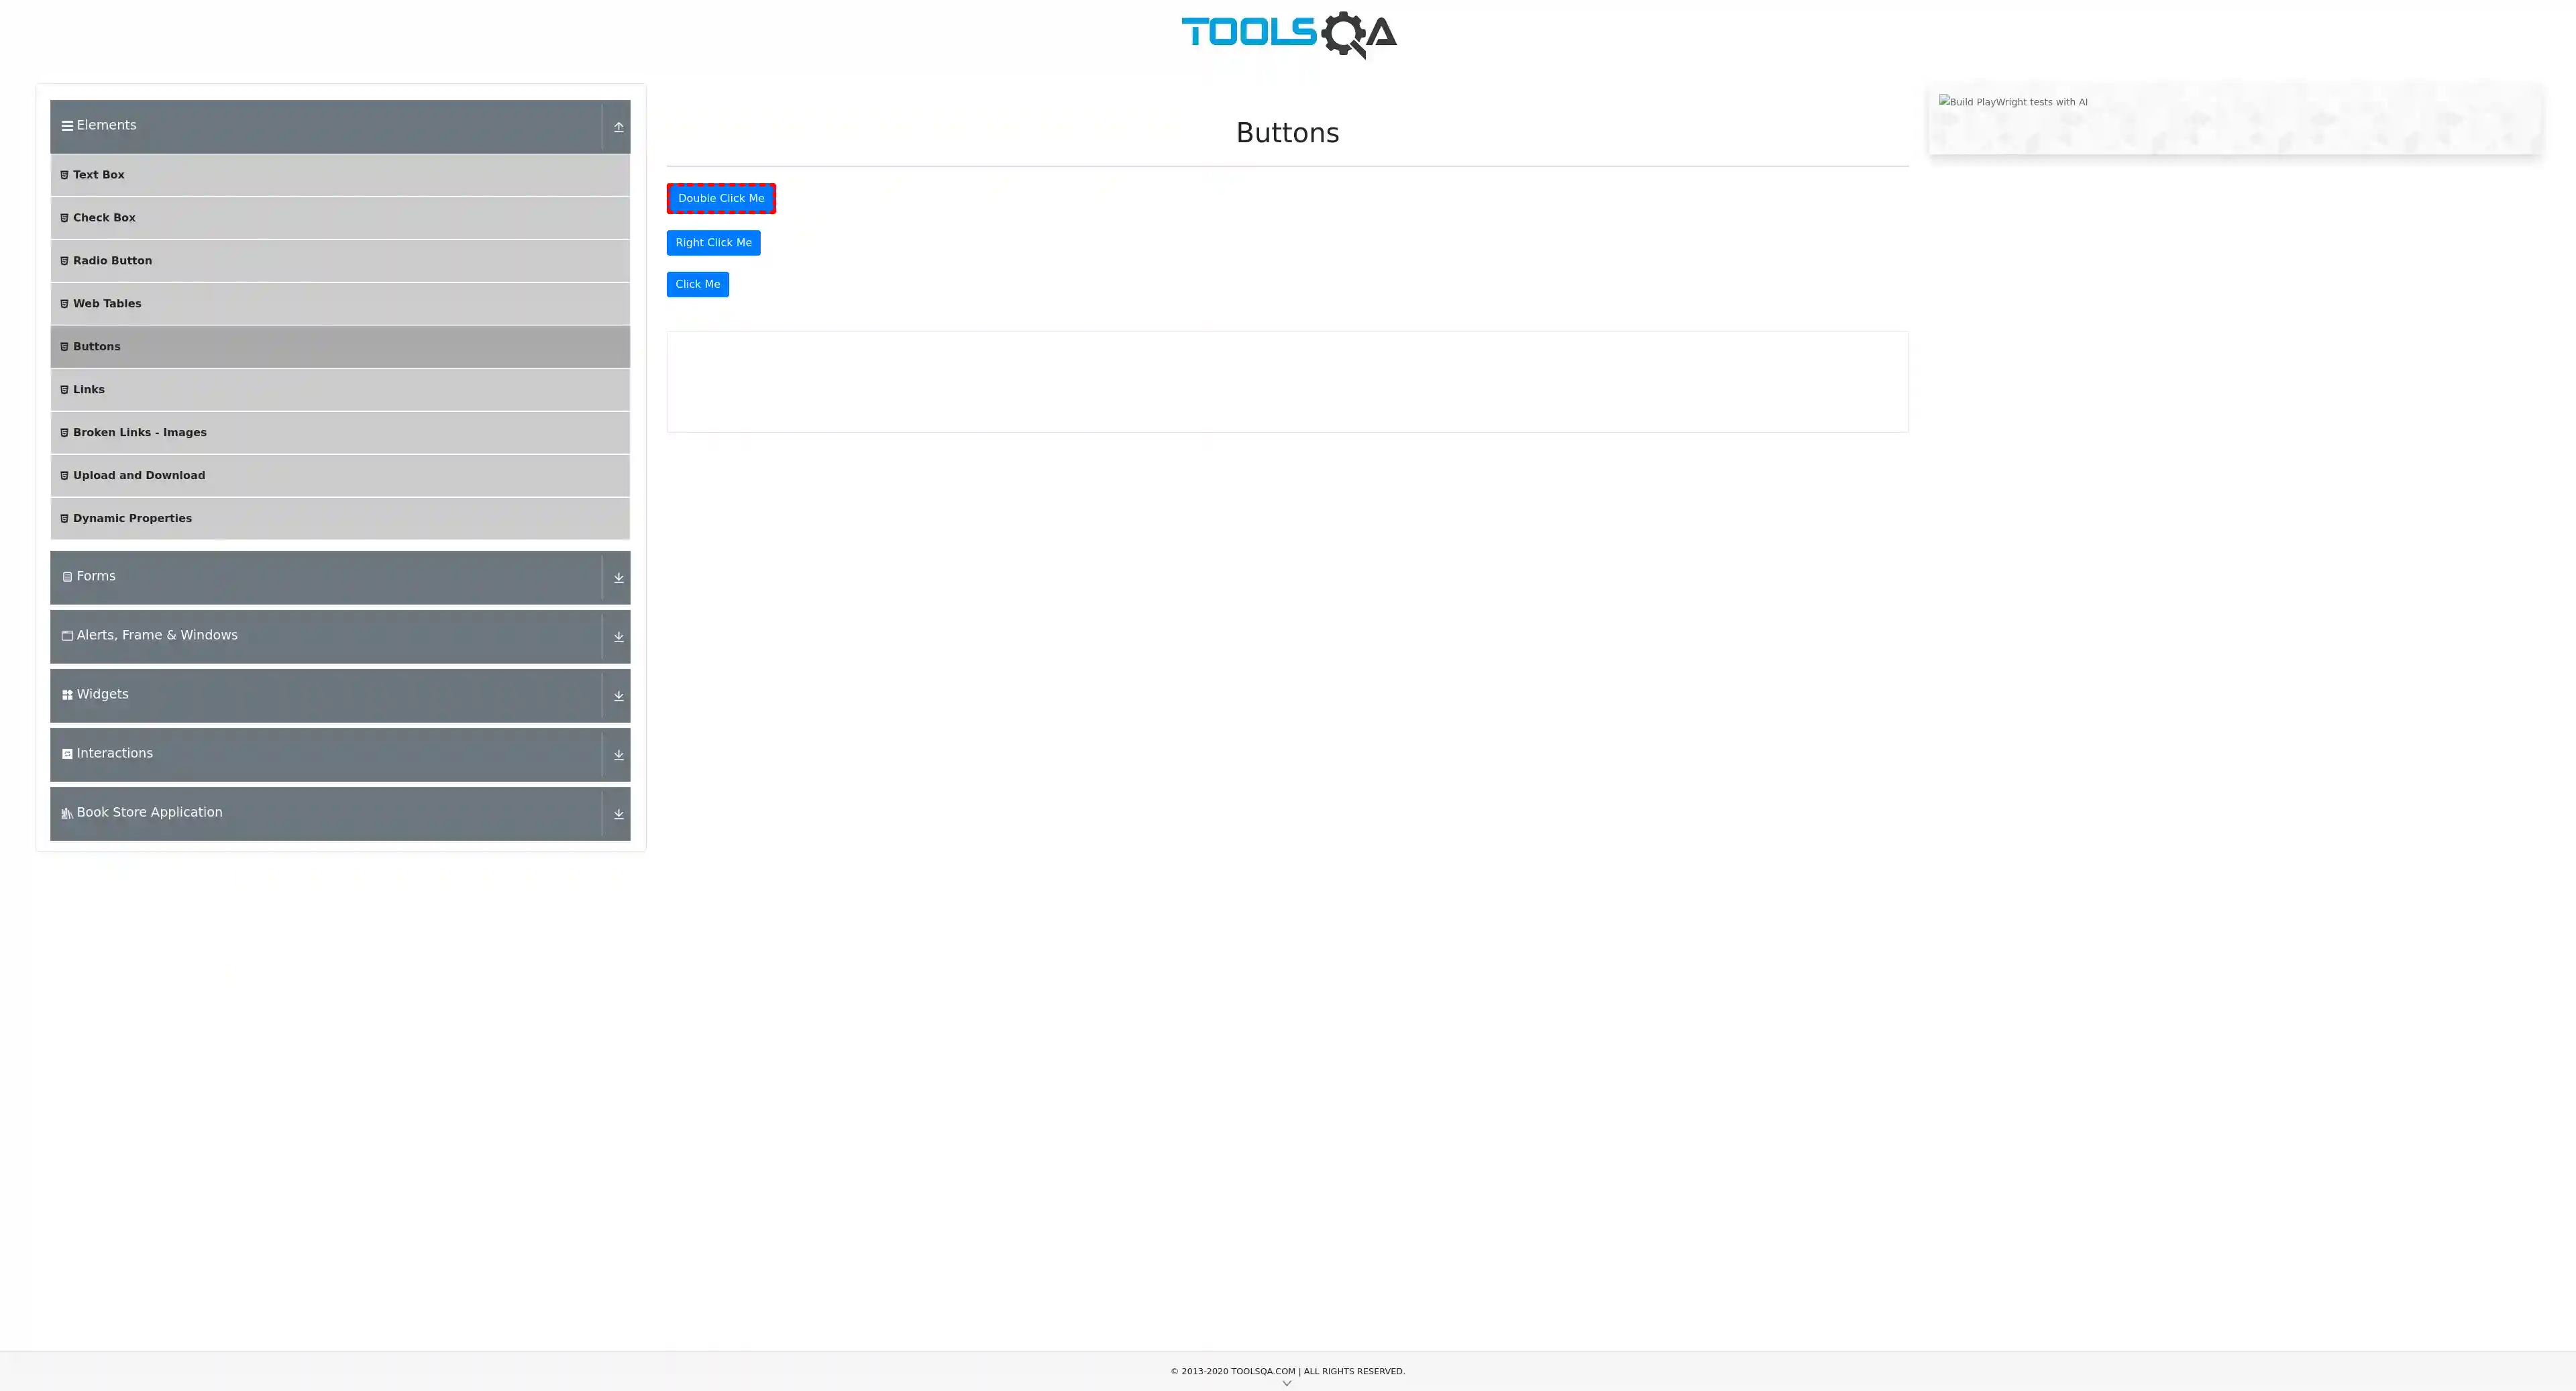 TOOLSQA
Elements
Text Box
Check Box
Radio Button
Web Tables
Buttons
Links
Broken Links - Images
Upload and Download
Dynamic Properties
Forms
Alerts, Frame & Windows
Widgets
Interactions
Book Store Application
Buttons
Double Click Me
Right Click Me
Click Me
Build PlayWright tests with AI
© 2013-2020 TOOLSQA.COM | ALL RIGHTS RESERVED.